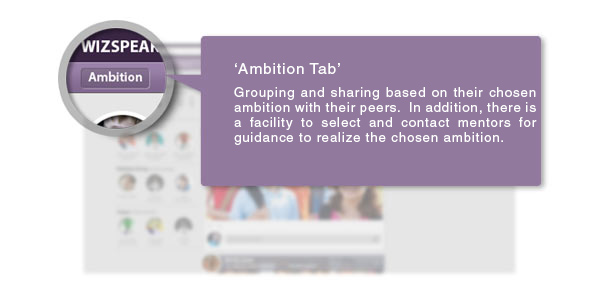 WIZSPEAK
Ambition
‘Ambition Tab’
Grouping and sharing based on their chosen
ambition with their peers. In addition, there is
a facility to select and contact mentors for
guidance to realize the chosen ambition.